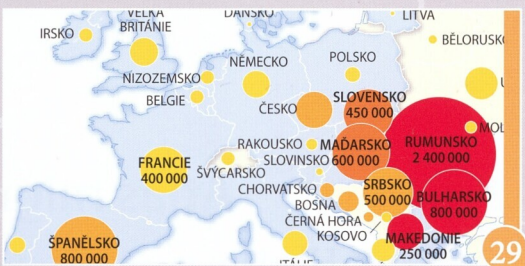 VELKÁ
BRITÁNIE
IRSKO
DÁNSKO
LITVA
BĚLORUSKO
NIZOZEMSKO
NĚMECKO
POLSKO
BELGIE
ČESKO
SLOVENSKO
450 000
RAKOUSKO
MAĎARSKO
600 000
RUMUNSKO
2 400 000
FRANCIE
400 000
ŠVÝCARSKO
SLOVINSKO
CHORVATSKO
SRBSKO
500 000
BULHARSKO
800 000
BOSNA
ČERNÁ HORA
KOSOVO
MAKEDONIE
250 000
ŠPANĚLSKO
800 000
29